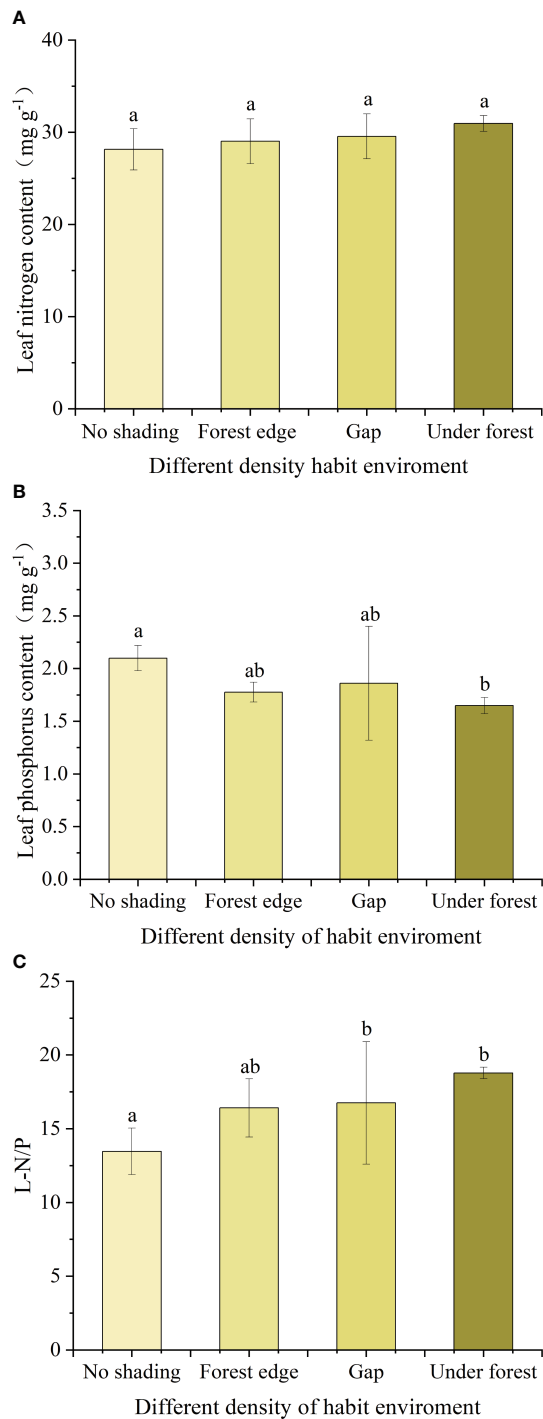 A
Leaf nitrogen content（mg g⁻¹）
40
30
20
10
0
a
a
a
a
No shading
Forest edge
Gap
Under forest
Different density habit enviroment
B
Leaf phosphorus content（mg g⁻¹）
3.5
3.0
2.5
2.0
1.5
1.0
0.5
0.0
a
ab
ab
b
No shading
Forest edge
Gap
Under forest
Different density of habit enviroment
C
L-N/P
25
20
15
10
5
0
a
ab
b
b
No shading
Forest edge
Gap
Under forest
Different density of habit enviroment